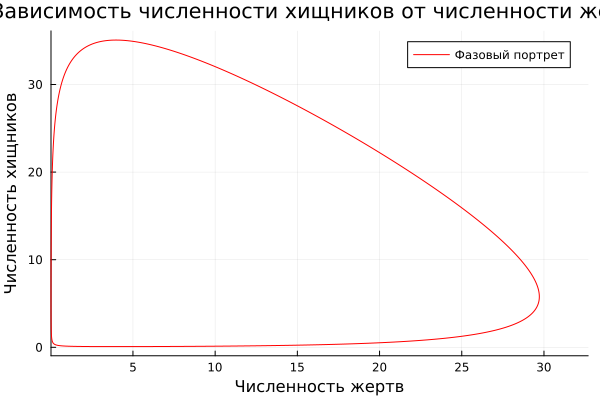 Зависимость численности хищников от численности же
Фазовый портрет
Численность хищников
30
20
10
0
5
10
15
20
25
30
Численность жертв